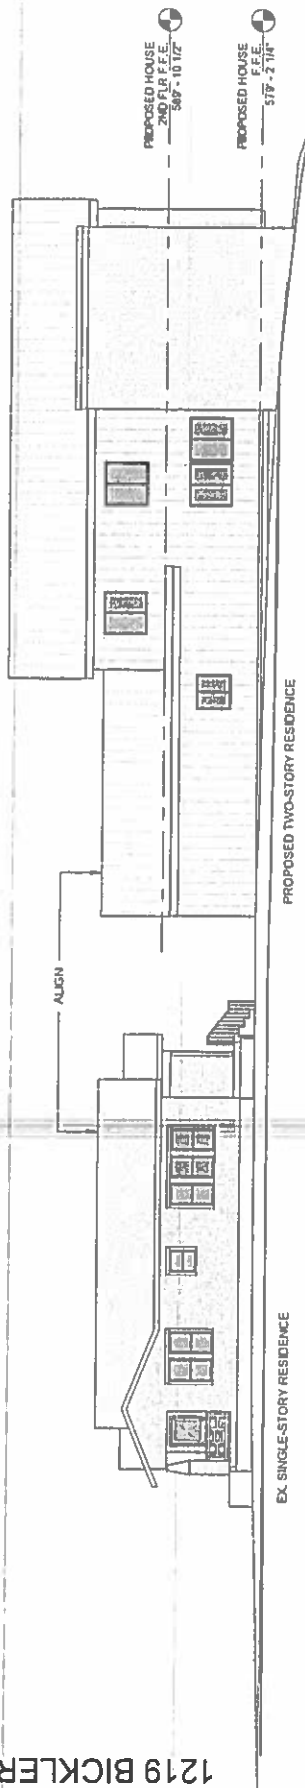 PROPOSED HOUSE
2ND FLR F.F.E.
589' - 10 1/2"
PROPOSED HOUSE
F.F.E.
579' - 2 1/4"
ALIGN
EX. SINGLE-STORY RESIDENCE
PROPOSED TWO-STORY RESIDENCE
1219 BICKLER